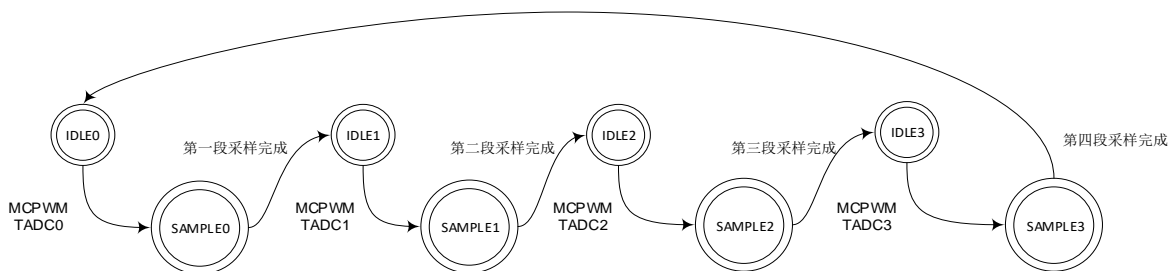 IDLE0
IDLE1
IDLE2
IDLE3
第一段采样完成
第二段采样完成
第三段采样完成
第四段采样完成
MCPWM
TADC0
SAMPLE0
MCPWM
TADC1
SAMPLE1
MCPWM
TADC2
SAMPLE2
MCPWM
TADC3
SAMPLE3